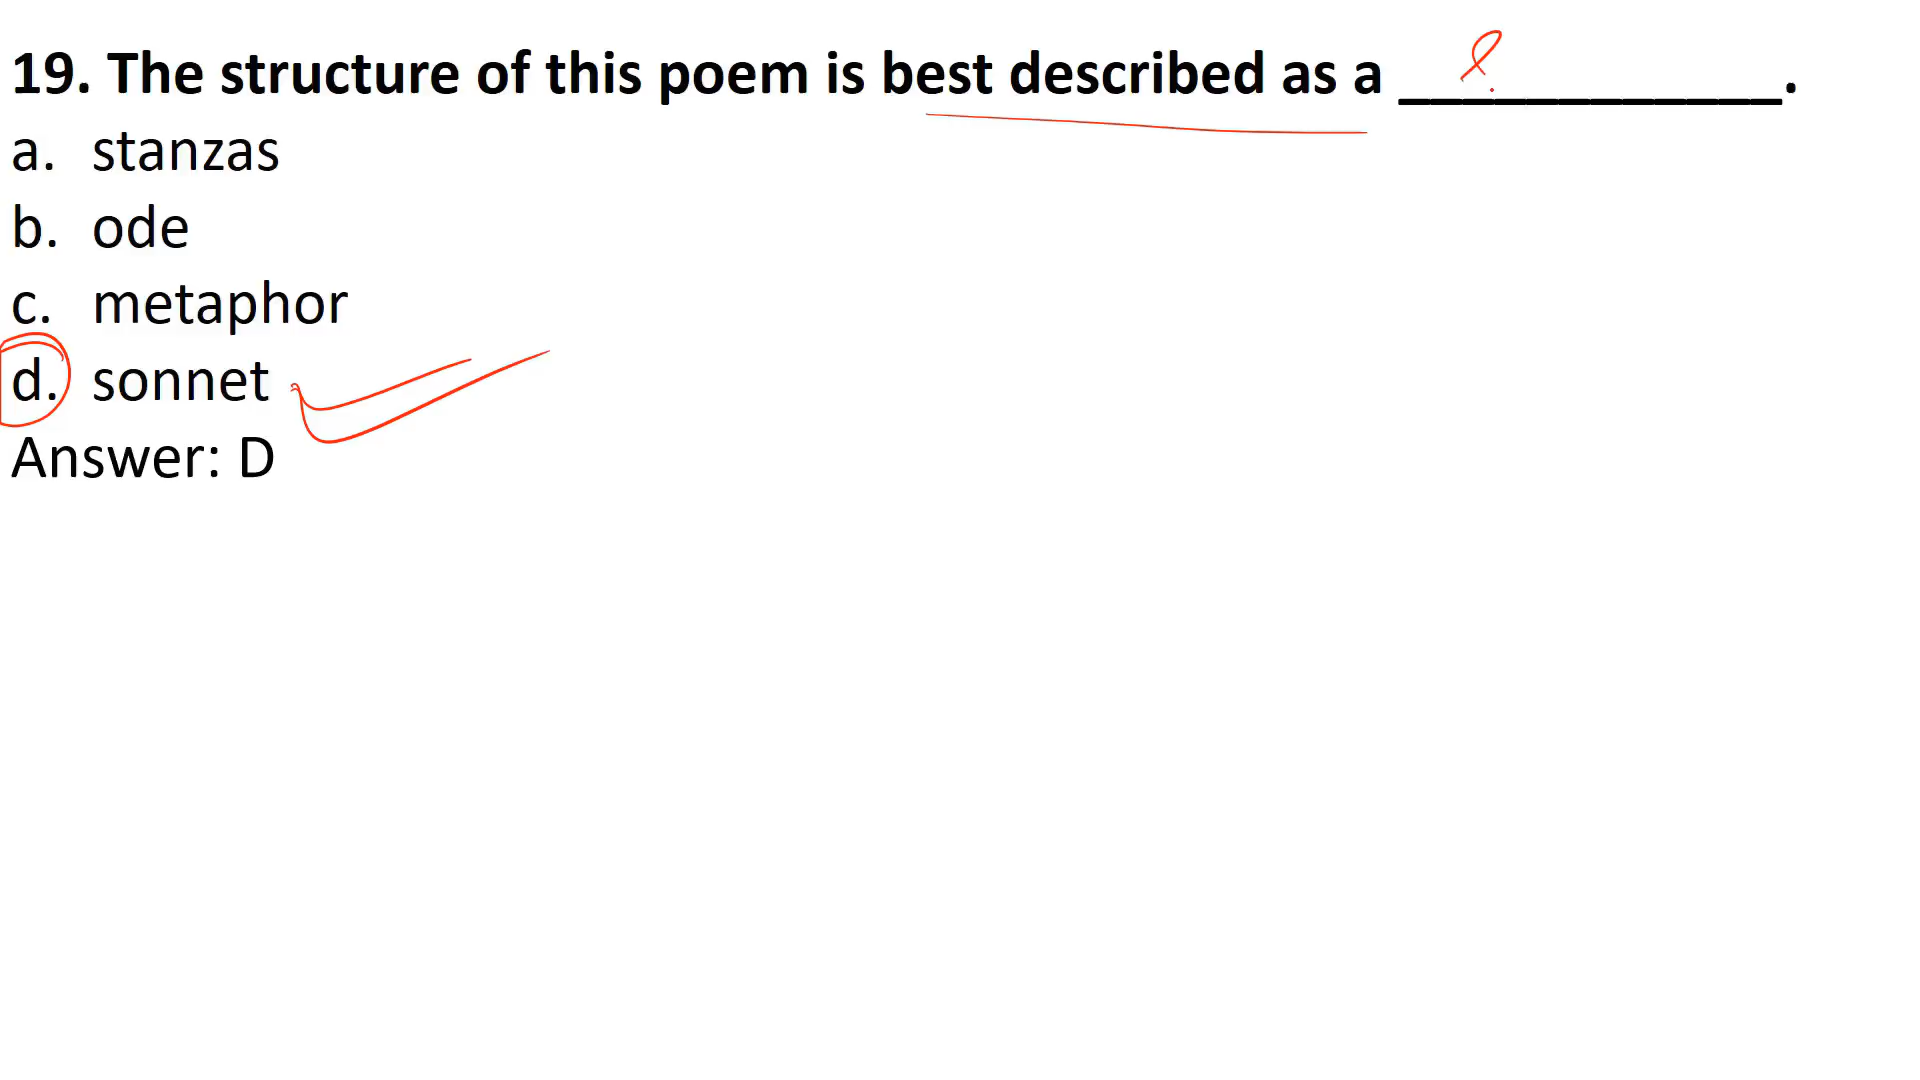 19. The structure of this poem is best described as a ____________.
a. stanzas
b. ode
c. metaphor
d. sonnet
Answer: D